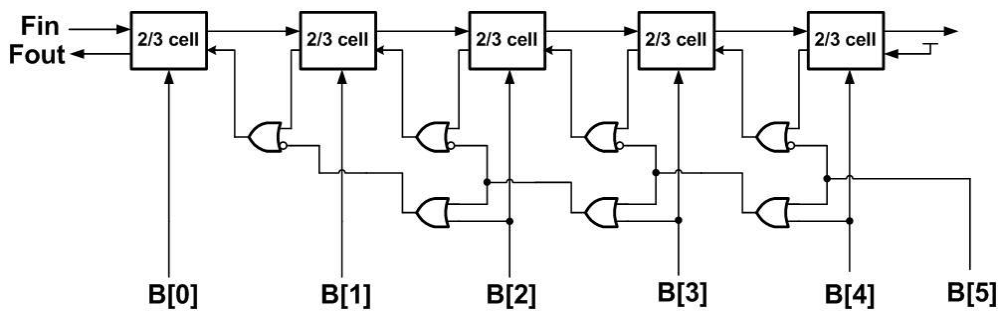 Fin
Fout
2/3 cell
2/3 cell
2/3 cell
2/3 cell
2/3 cell
B[0]
B[1]
B[2]
B[3]
B[4]
B[5]